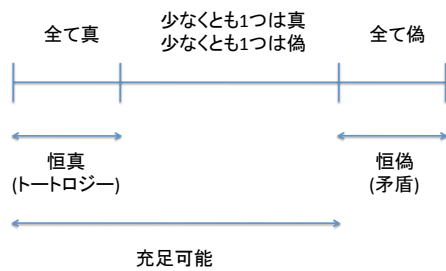 全て真
少なくとも1つは真
少なくとも1つは偽
全て偽
恒真
(トートロジー)
恒偽
(矛盾)
充足可能